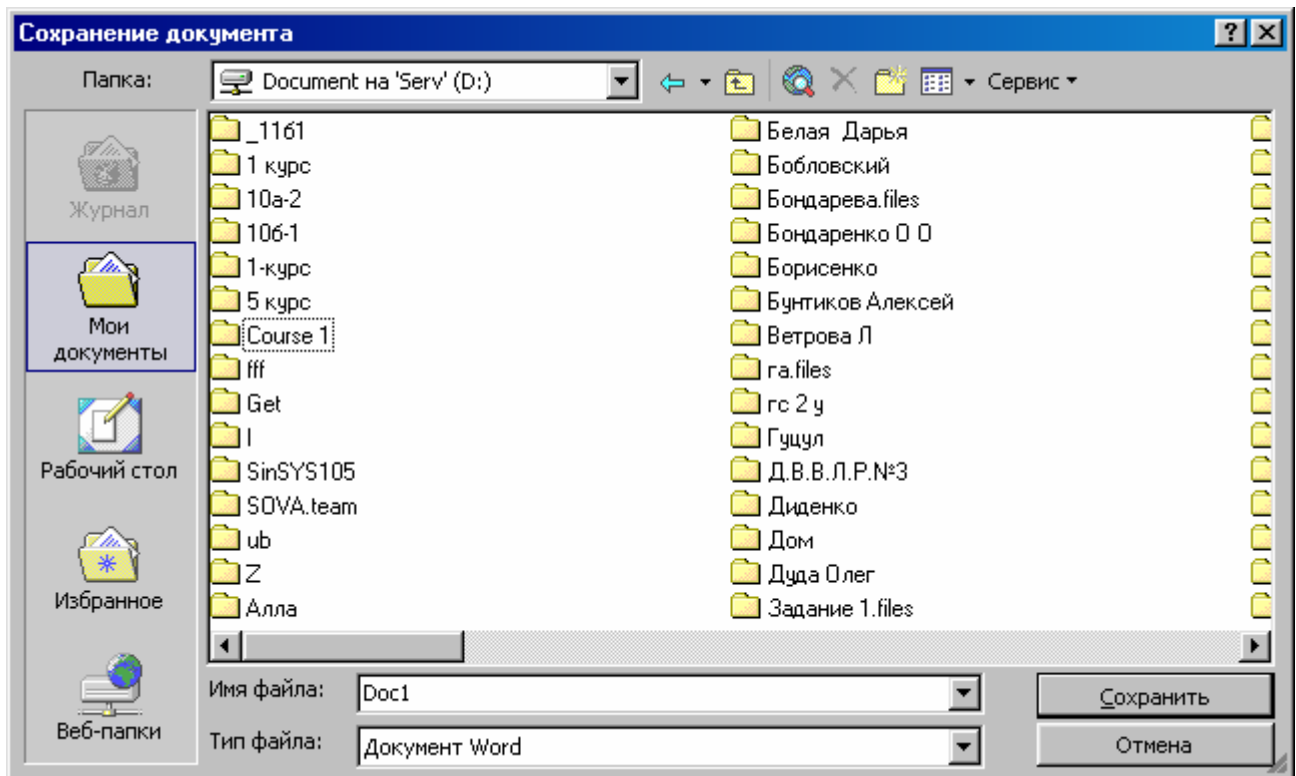 Сохранение документа
Папка: Document на 'Serv' (D:) Сервис
Журнал
Мои документы
Рабочий стол
Избранное
Веб-папки
_1161
1 курс
10а-2
10б-1
1-курс
5 курс
Course 1
fff
Get
I
SinSYS105
SOVA.team
ub
Z
Алла
Белая Дарья
Бобловский
Бондарева.files
Бондаренко О О
Борисенко
Бунтиков Алексей
Ветрова Л
га.files
гс 2 у
Гуцул
Д.В.В.Л.Р.№3
Диденко
Дом
Дуда Олег
Задание 1.files
Имя файла: Doc1 Сохранить
Тип файла: Документ Word Отмена